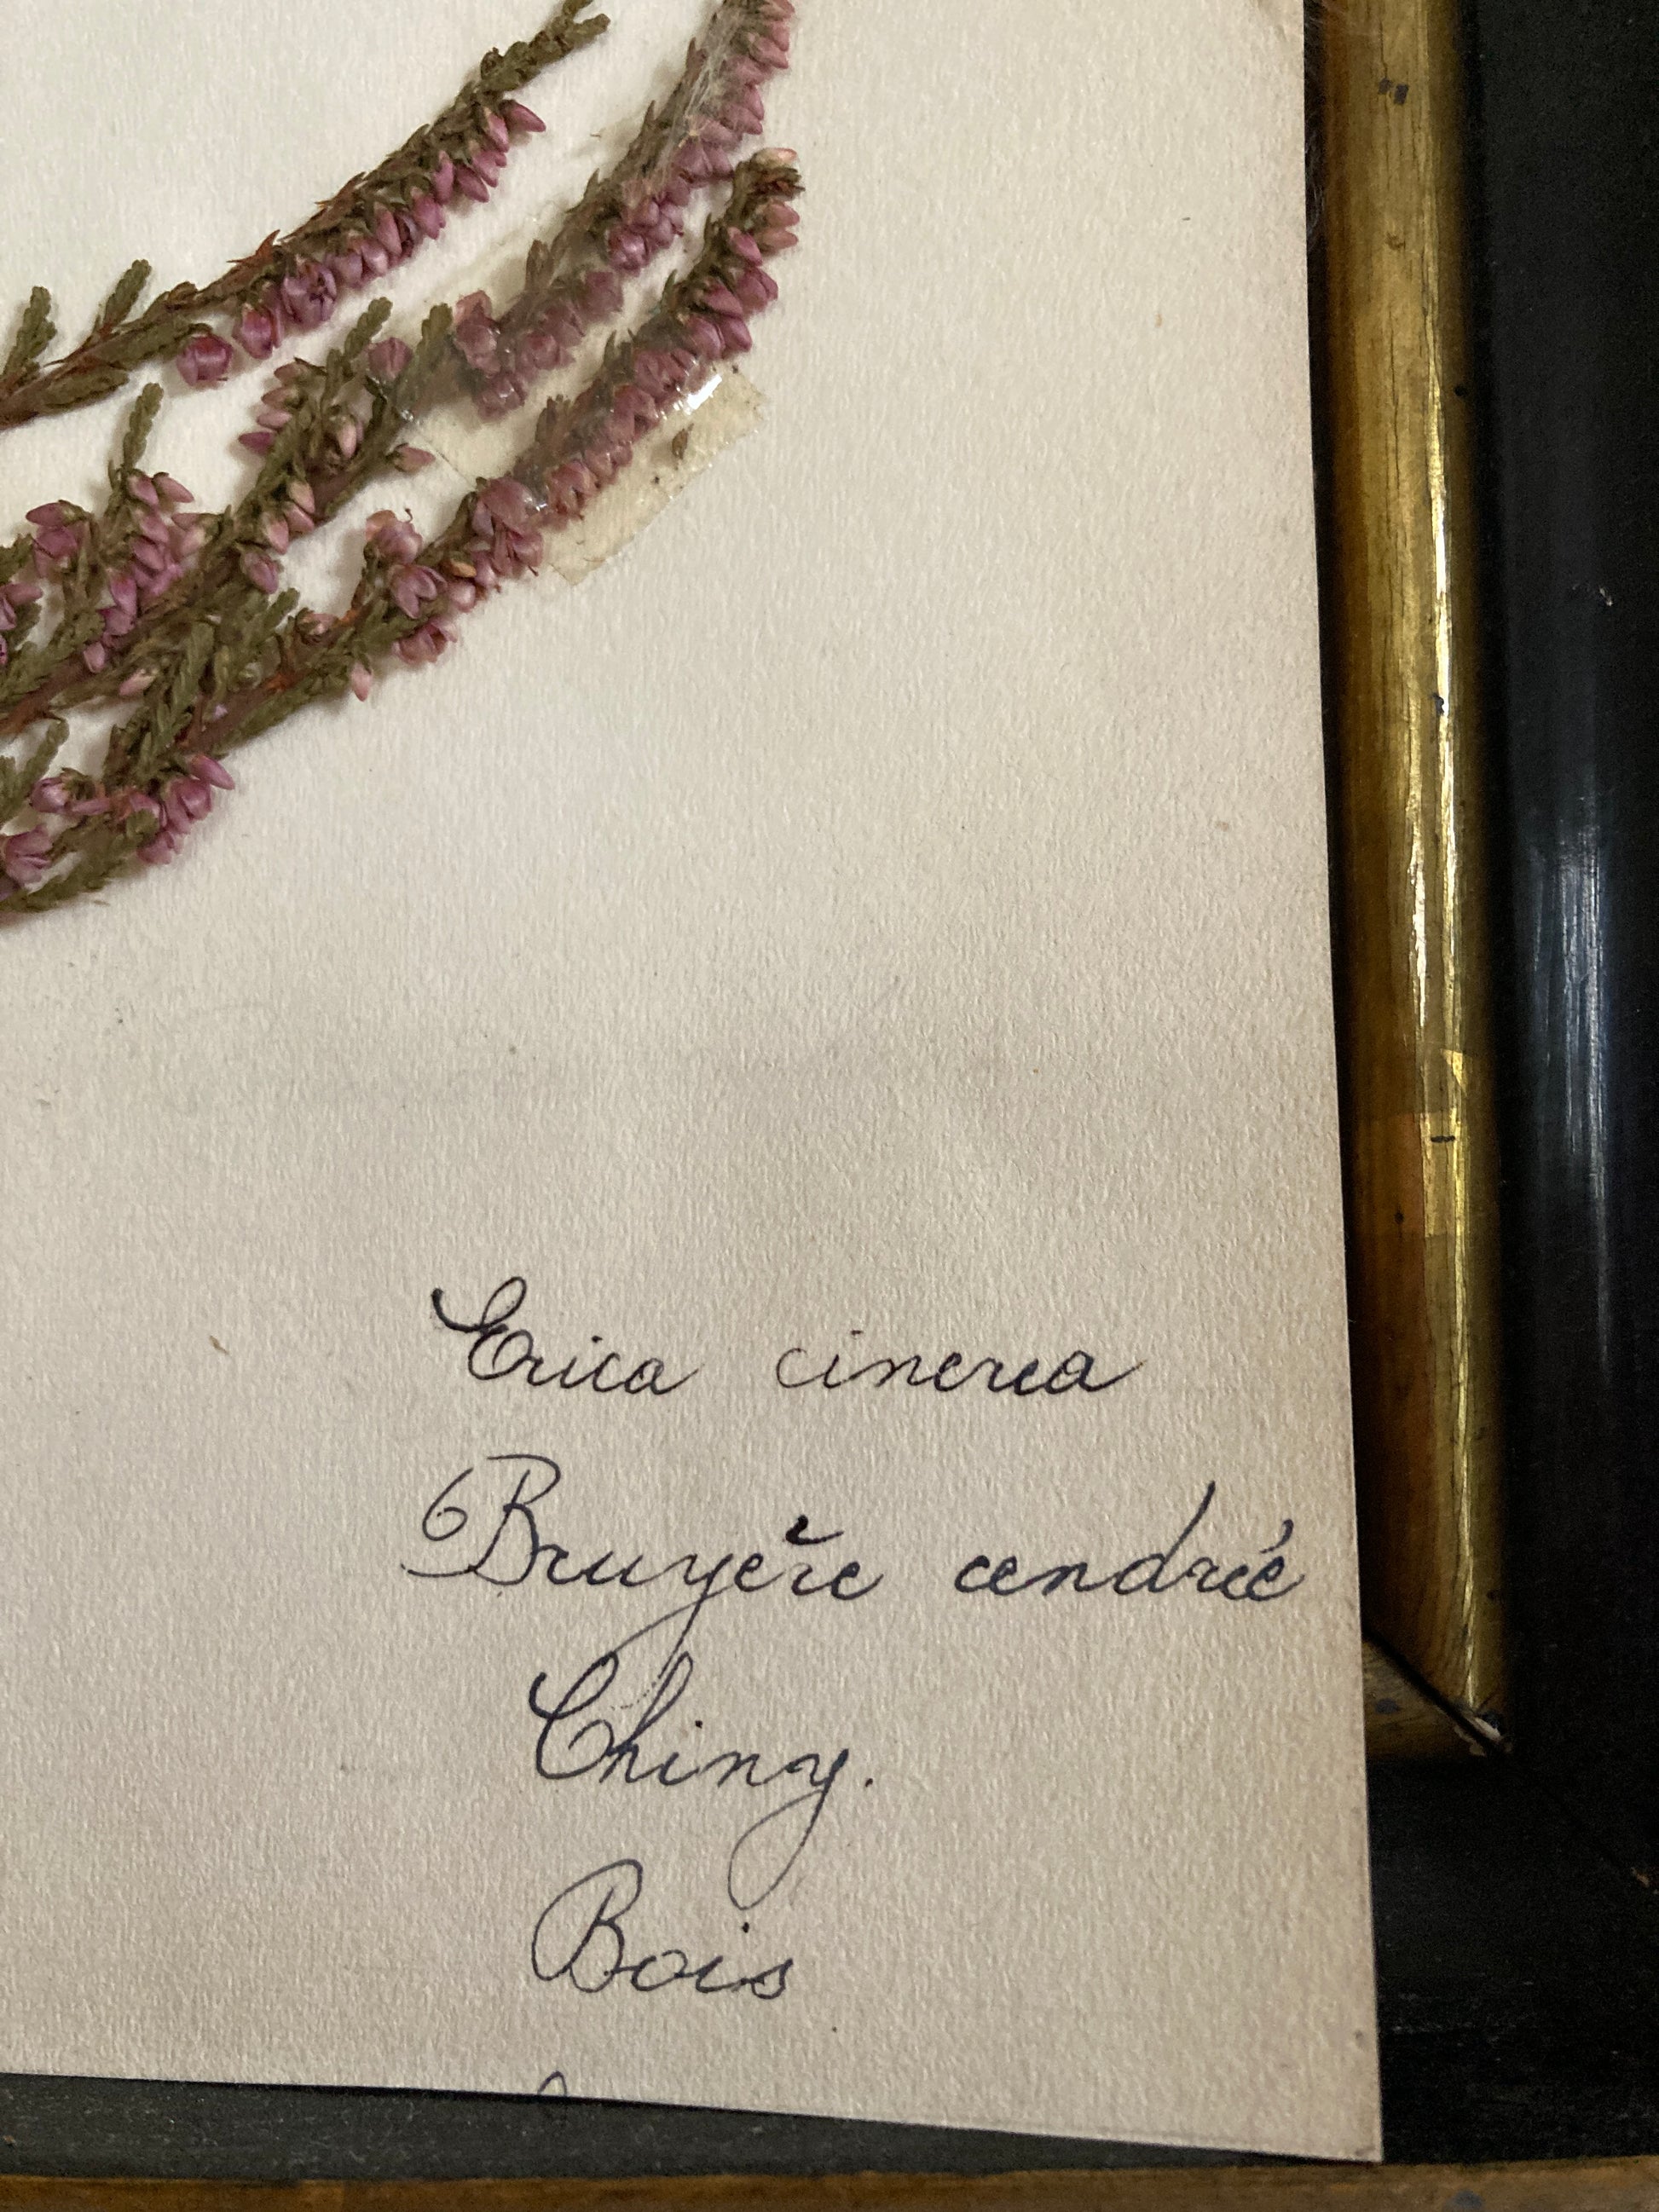 Erica cinerea
Bruyère cendrée
Chiny.
Bois